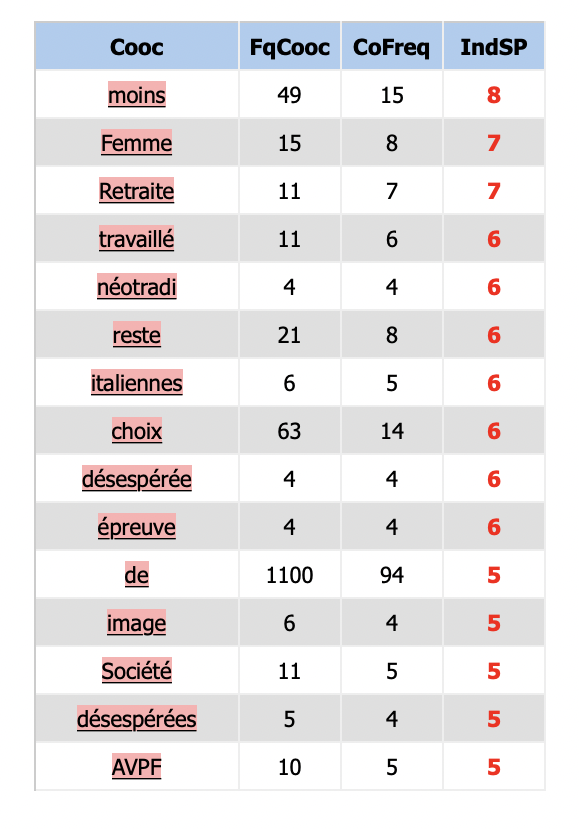 Cooc FqCooc CoFreq IndSP
moins 49 15 8
Femme 15 8 7
Retraite 11 7 7
travaillé 11 6 6
néotradi 4 4 6
reste 21 8 6
italiennes 6 5 6
choix 63 14 6
désespérée 4 4 6
épreuve 4 4 6
de 1100 94 5
image 6 4 5
Société 11 5 5
désespérées 5 4 5
AVPF 10 5 5